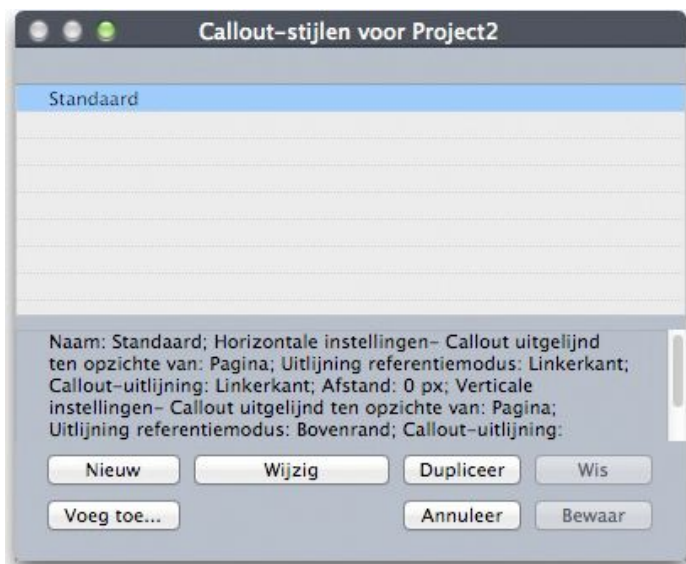 Callout-stijlen voor Project2
Standaard
Naam: Standaard; Horizontale instellingen- Callout uitgelijnd
ten opzichte van: Pagina; Uitlijning referentiemodus: Linkerkant;
Callout-uitlijning: Linkerkant; Afstand: 0 px; Verticale
instellingen- Callout uitgelijnd ten opzichte van: Pagina;
Uitlijning referentiemodus: Bovenrand; Callout-uitlijning:
Nieuw Wijzig Dupliceer Wis
Voeg toe... Annuleer Bewaar